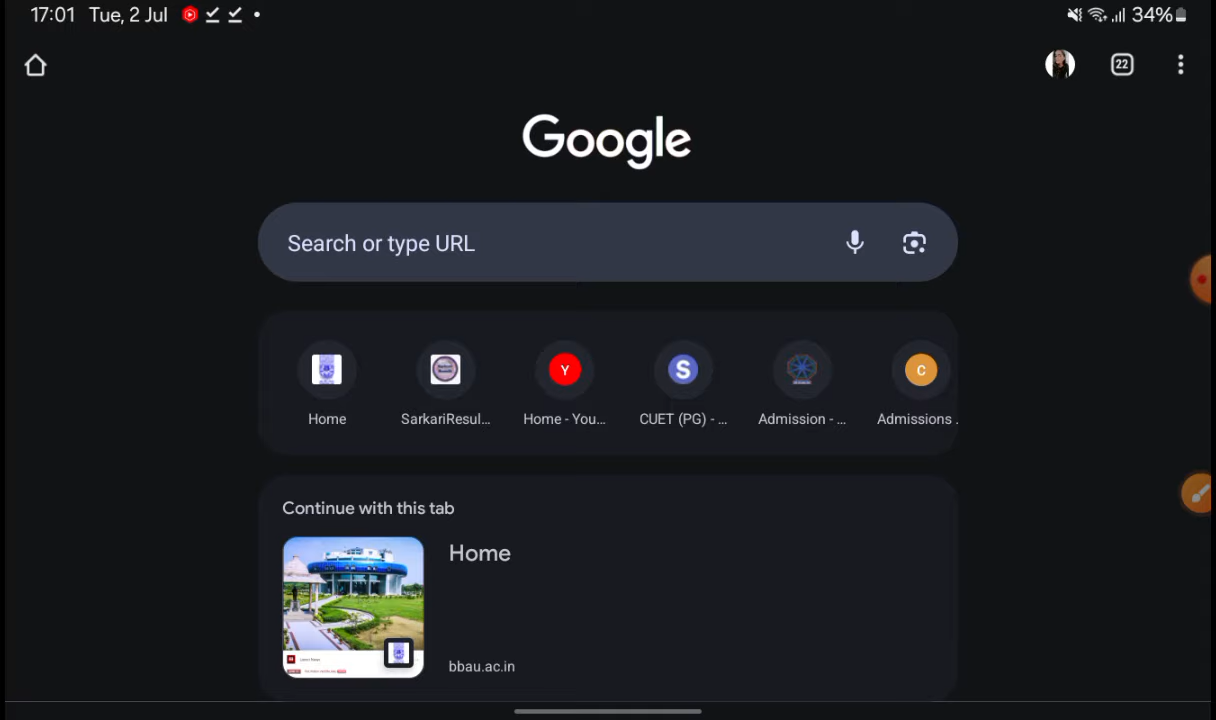 17:01 Tue, 2 Jul
34%
22
Google
Search or type URL
Y
S
C
Home
SarkariResul...
Home - You...
CUET (PG) - ...
Admission - ...
Admissions .
Continue with this tab
Home
bbau.ac.in